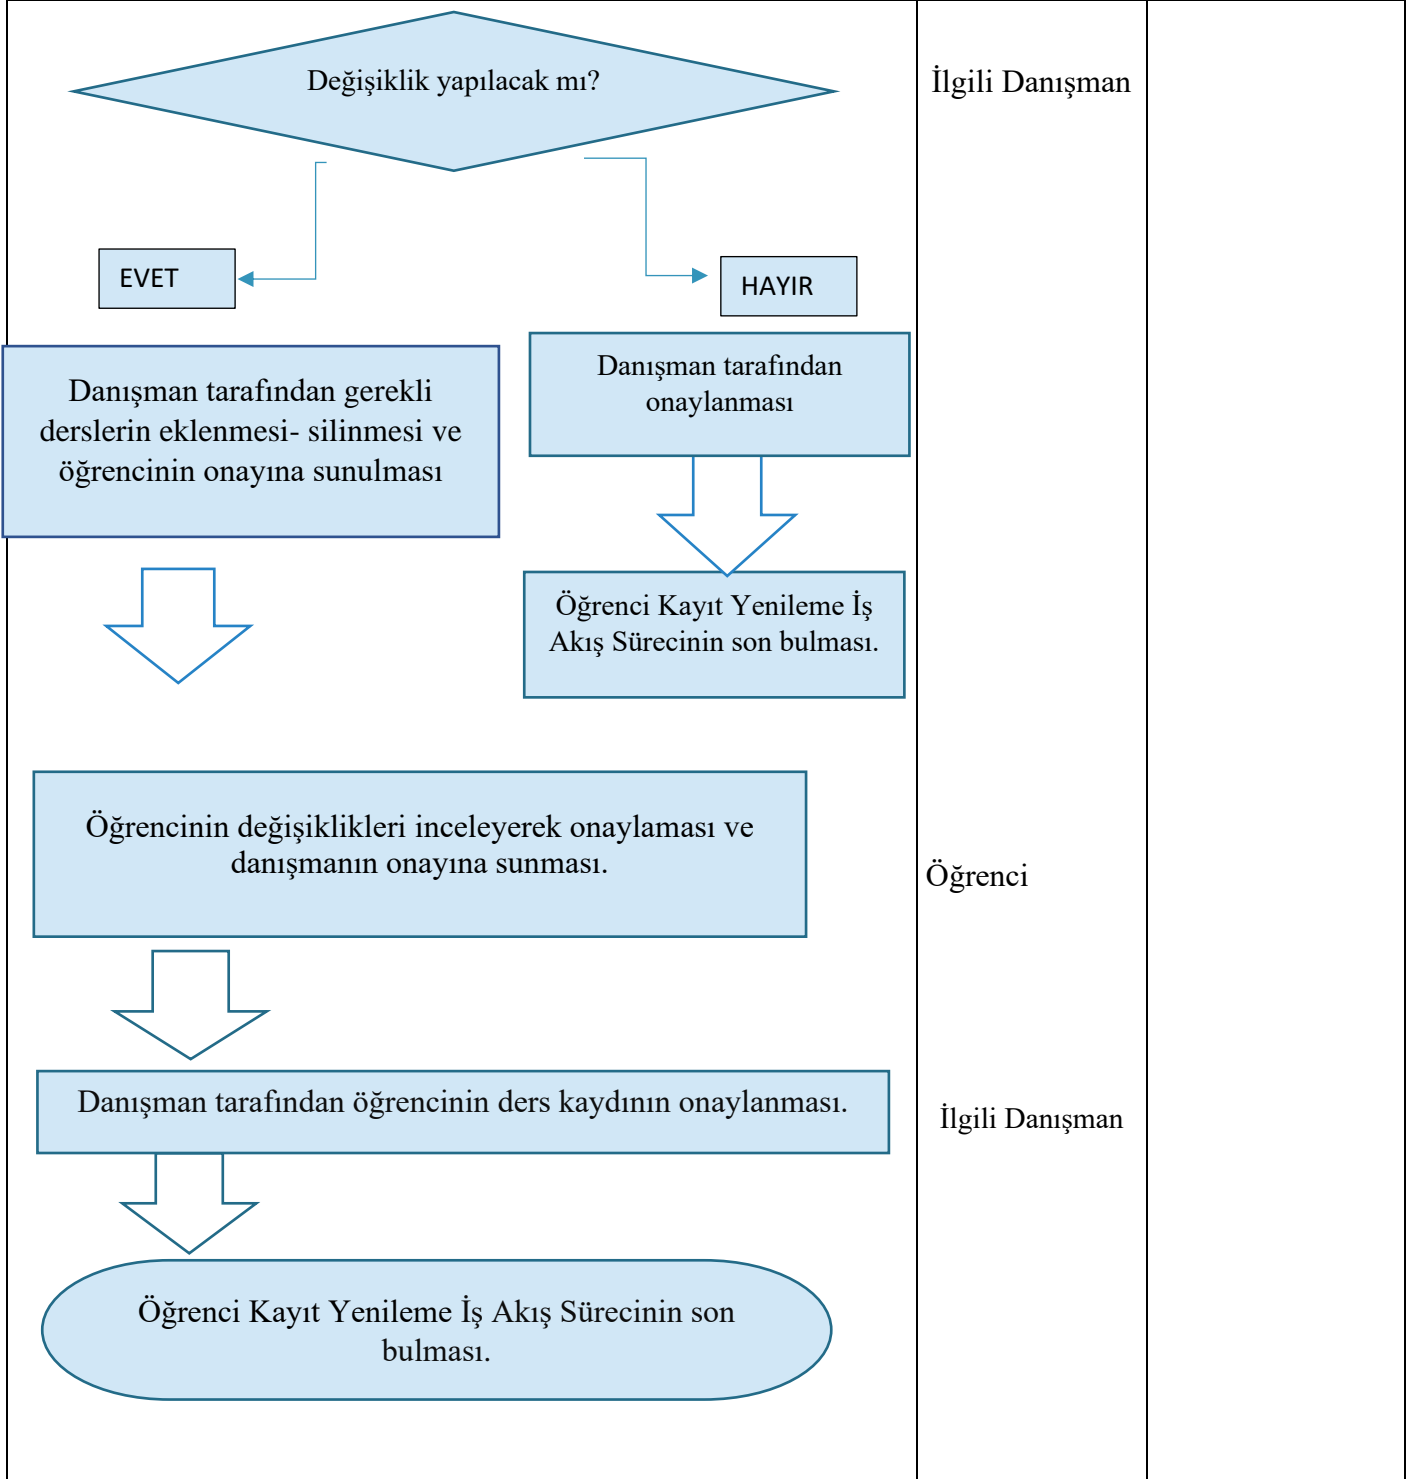 Değişiklik yapılacak mı?
İlgili Danışman
EVET
HAYIR
Danışman tarafından gerekli
derslerin eklenmesi- silinmesi ve
öğrencinin onayına sunulması
Danışman tarafından
onaylanması
Öğrenci Kayıt Yenileme İş
Akış Sürecinin son bulması.
Öğrencinin değişiklikleri inceleyerek onaylaması ve
danışmanın onayına sunması.
Öğrenci
Danışman tarafından öğrencinin ders kaydının onaylanması.
İlgili Danışman
Öğrenci Kayıt Yenileme İş Akış Sürecinin son
bulması.